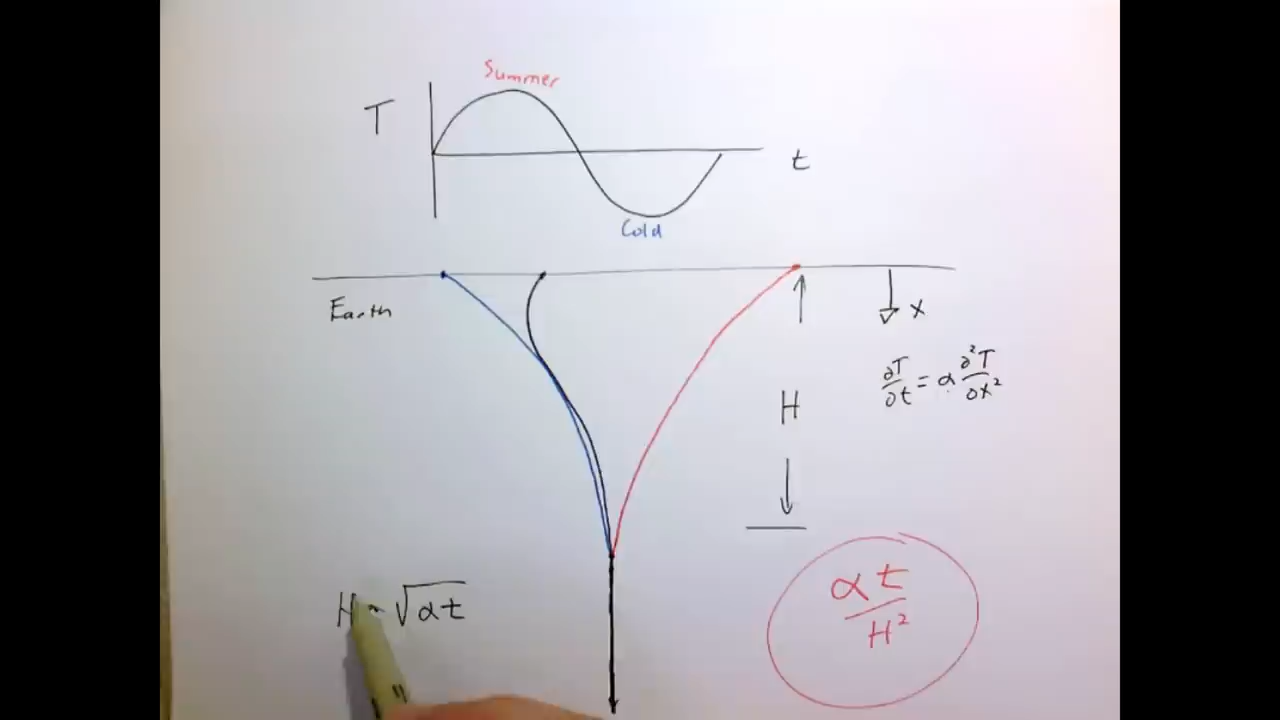 Summer
T
t
Cold
Earth
x
∂T/∂t = α ∂²T/∂x²
H
αt/H²
H ~ √αt